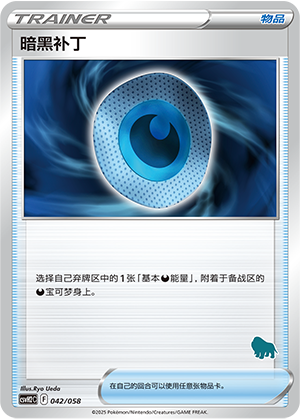 TRAINER 物品
暗黑补丁
选择自己弃牌区中的1张「基本能量」,附着于备战区的
宝可梦身上。
Illus.Ryo Ueda
在自己的回合可以使用任意张物品卡。
F 042/058
©2025 Pokémon/Nintendo/Creatures/GAME FREAK.